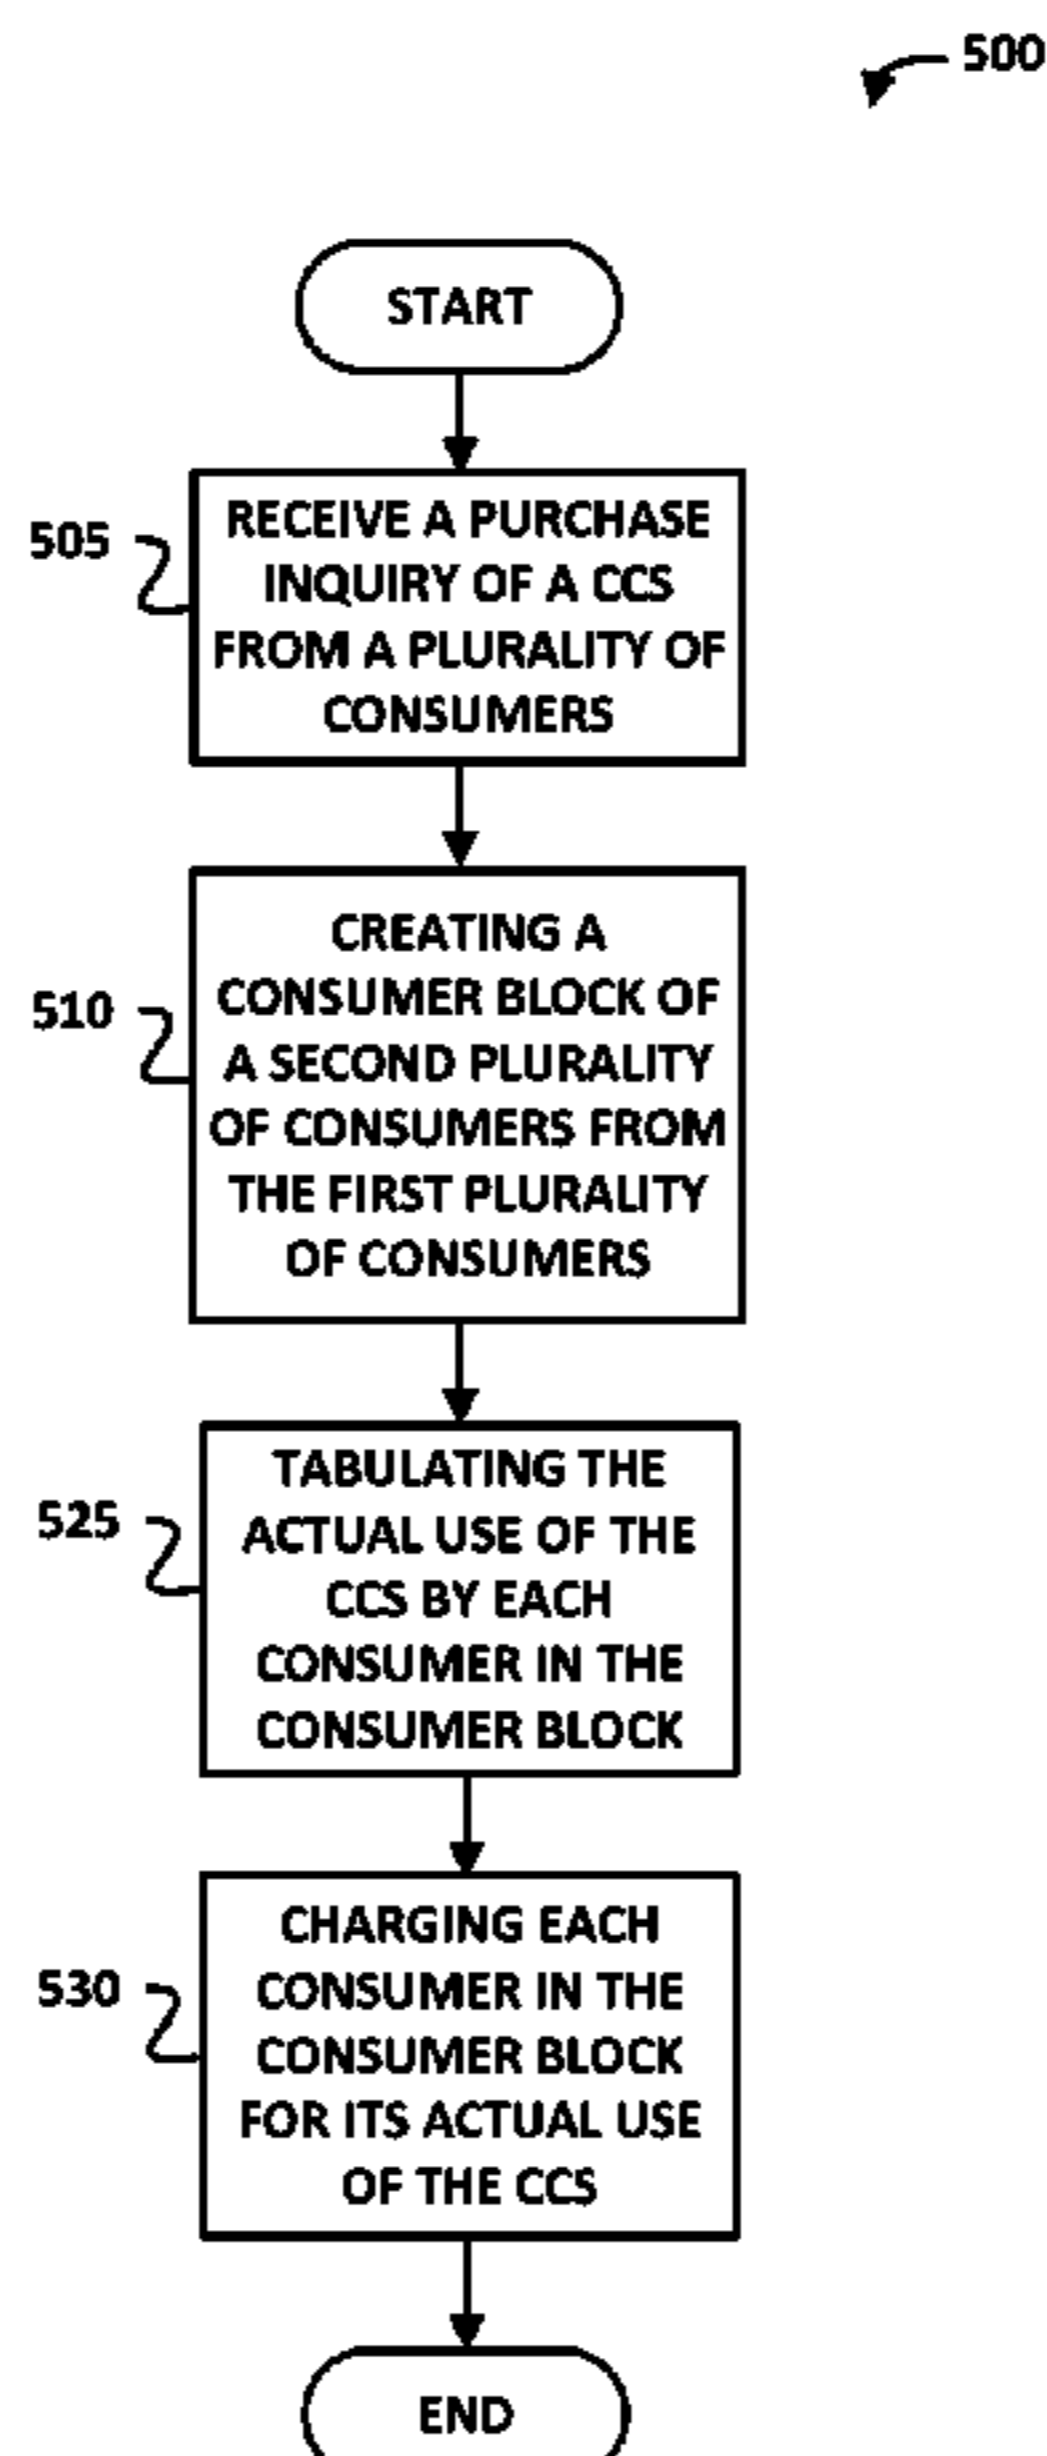 500
START
505
RECEIVE A PURCHASE
INQUIRY OF A CCS
FROM A PLURALITY OF
CONSUMERS
510
CREATING A
CONSUMER BLOCK OF
A SECOND PLURALITY
OF CONSUMERS FROM
THE FIRST PLURALITY
OF CONSUMERS
525
TABULATING THE
ACTUAL USE OF THE
CCS BY EACH
CONSUMER IN THE
CONSUMER BLOCK
530
CHARGING EACH
CONSUMER IN THE
CONSUMER BLOCK
FOR ITS ACTUAL USE
OF THE CCS
END